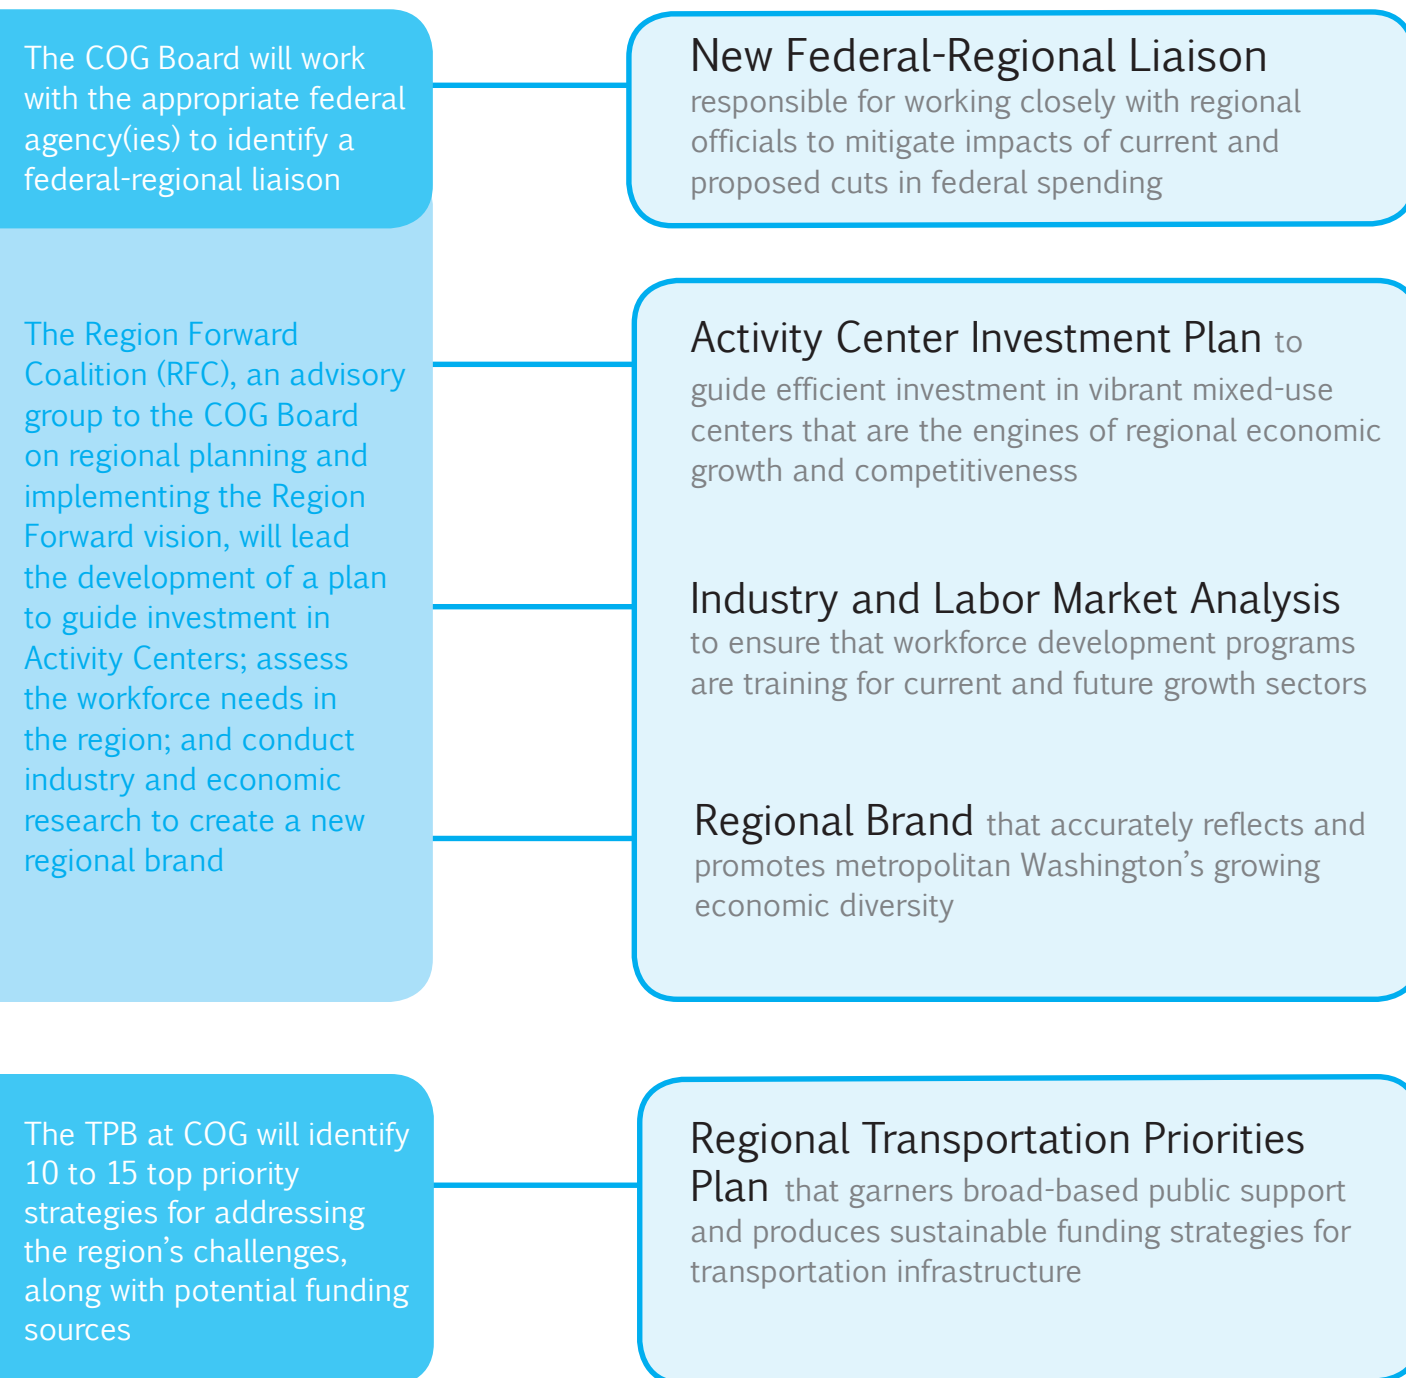 The COG Board will work
with the appropriate federal
agency(ies) to identify a
federal-regional liaison
New Federal-Regional Liaison
responsible for working closely with regional
officials to mitigate impacts of current and
proposed cuts in federal spending
The Region Forward
Coalition (RFC), an advisory
group to the COG Board
on regional planning and
implementing the Region
Forward vision, will lead
the development of a plan
to guide investment in
Activity Centers; assess
the workforce needs in
the region; and conduct
industry and economic
research to create a new
regional brand
Activity Center Investment Plan to
guide efficient investment in vibrant mixed-use
centers that are the engines of regional economic
growth and competitiveness
Industry and Labor Market Analysis
to ensure that workforce development programs
are training for current and future growth sectors
Regional Brand that accurately reflects and
promotes metropolitan Washington's growing
economic diversity
The TPB at COG will identify
10 to 15 top priority
strategies for addressing
the region's challenges,
along with potential funding
sources
Regional Transportation Priorities
Plan that garners broad-based public support
and produces sustainable funding strategies for
transportation infrastructure